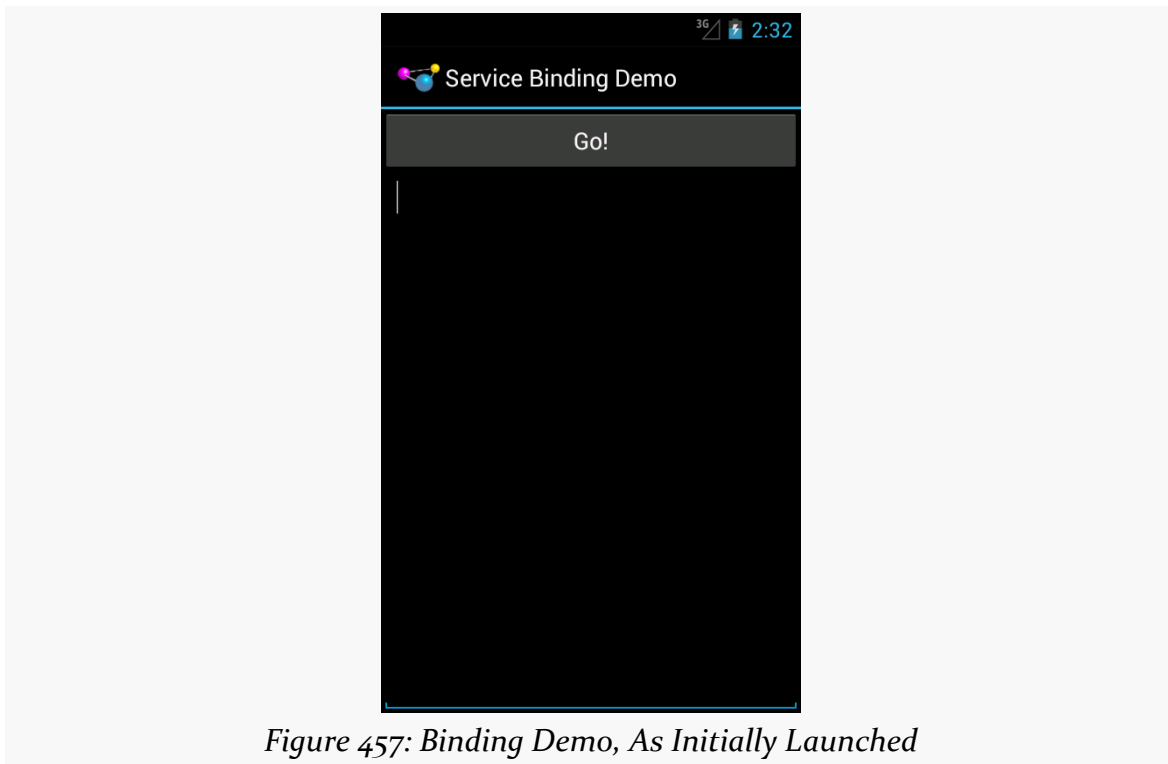 3G 2:32
Service Binding Demo
Go!
Figure 457: Binding Demo, As Initially Launched